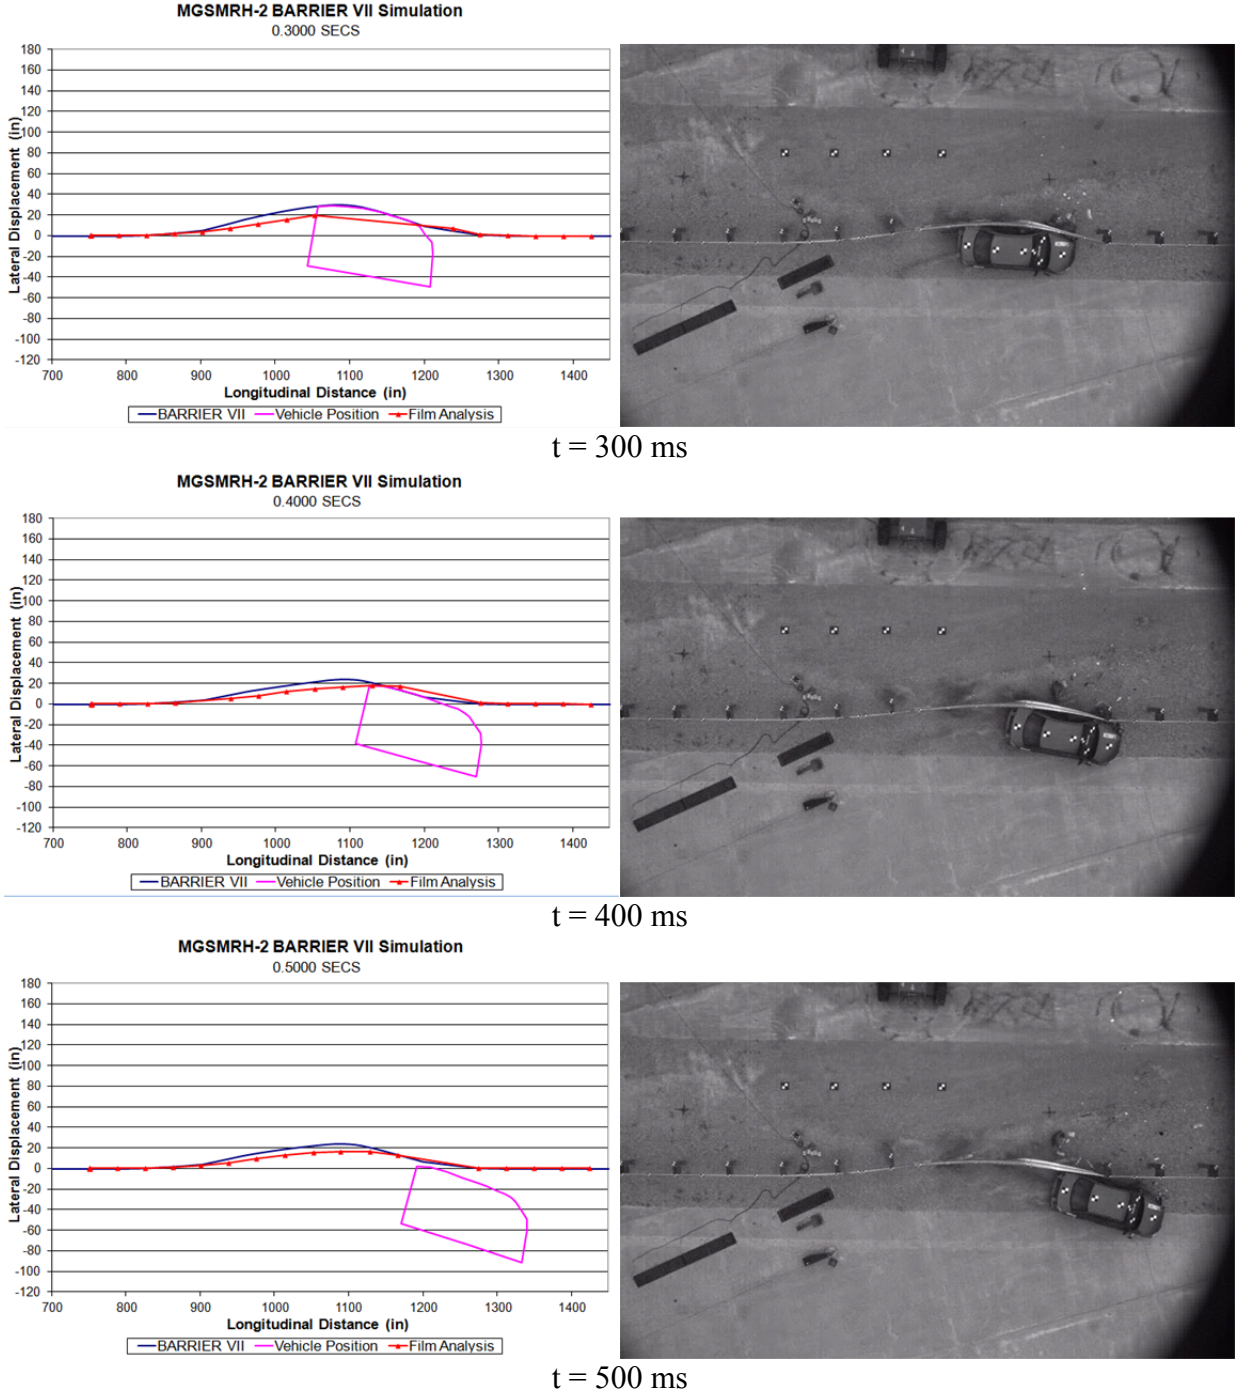 MGSMRH-2 BARRIER VII Simulation
0.3000 SECS
180
160
140
120
100
80
60
40
20
0
-20
-40
-60
-80
-100
-120
Lateral Displacement (in)
700 800 900 1000 1100 1200 1300 1400
Longitudinal Distance (in)
BARRIER VII Vehicle Position Film Analysis
t = 300 ms
MGSMRH-2 BARRIER VII Simulation
0.4000 SECS
180
160
140
120
100
80
60
40
20
0
-20
-40
-60
-80
-100
-120
Lateral Displacement (in)
700 800 900 1000 1100 1200 1300 1400
Longitudinal Distance (in)
BARRIER VII Vehicle Position Film Analysis
t = 400 ms
MGSMRH-2 BARRIER VII Simulation
0.5000 SECS
180
160
140
120
100
80
60
40
20
0
-20
-40
-60
-80
-100
-120
Lateral Displacement (in)
700 800 900 1000 1100 1200 1300 1400
Longitudinal Distance (in)
BARRIER VII Vehicle Position Film Analysis
t = 500 ms